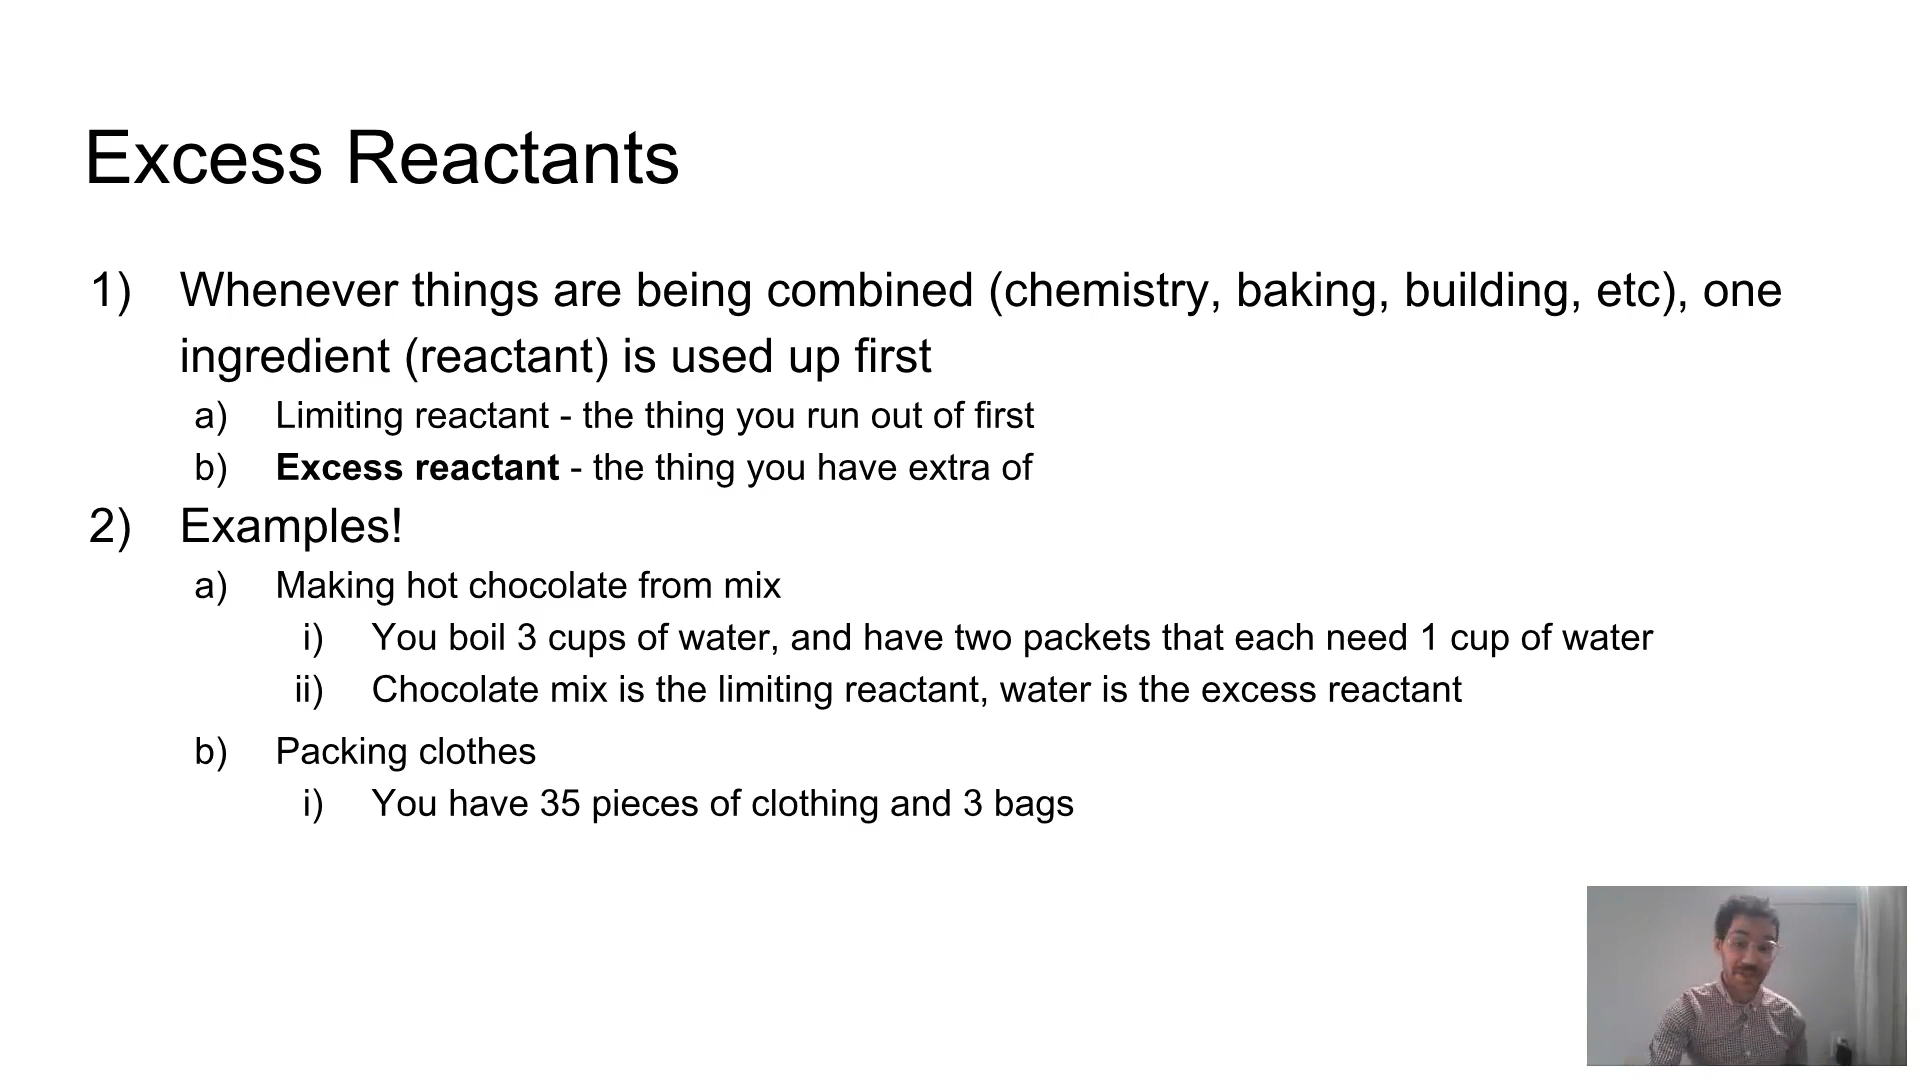 Excess Reactants
1) Whenever things are being combined (chemistry, baking, building, etc), one
ingredient (reactant) is used up first
a) Limiting reactant - the thing you run out of first
b) Excess reactant - the thing you have extra of
2) Examples!
a) Making hot chocolate from mix
i) You boil 3 cups of water, and have two packets that each need 1 cup of water
ii) Chocolate mix is the limiting reactant, water is the excess reactant
b) Packing clothes
i) You have 35 pieces of clothing and 3 bags